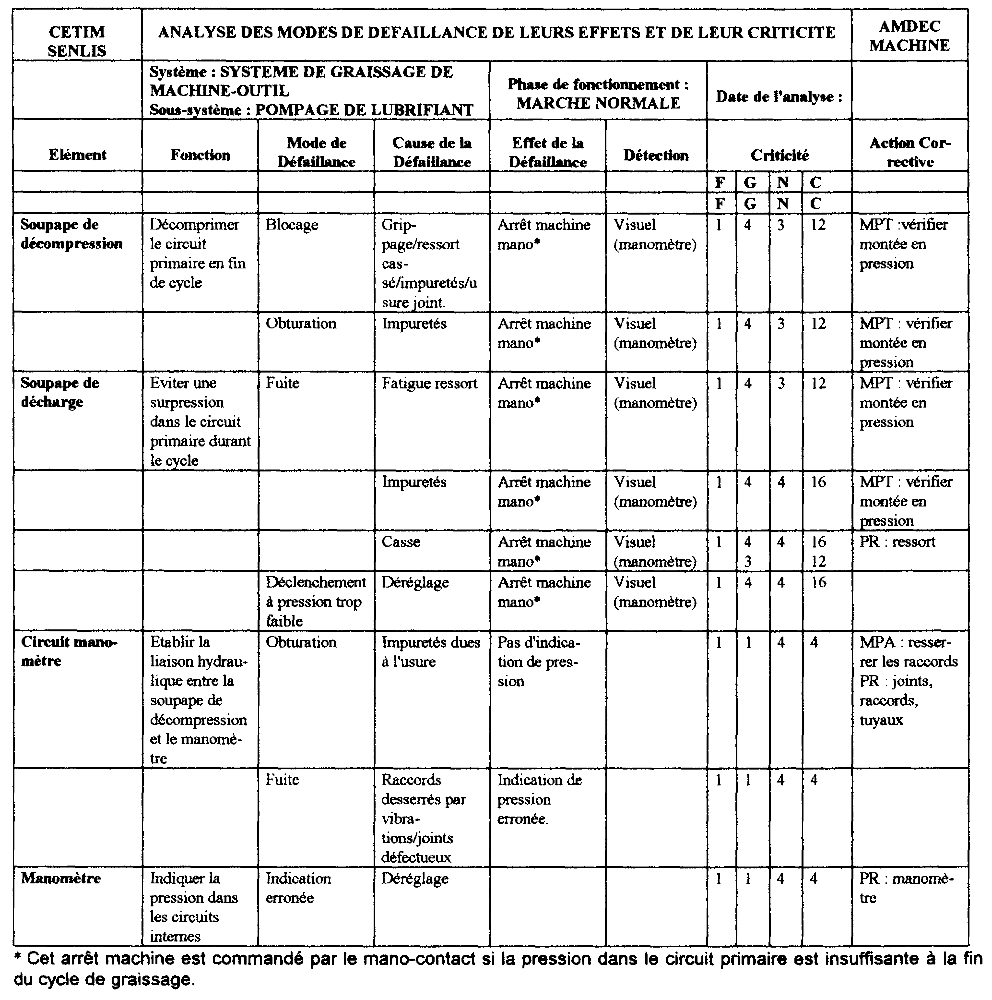 CETIM
SENLIS
ANALYSE DES MODES DE DEFAILLANCE DE LEURS EFFETS ET DE LEUR CRITICITE
AMDEC
MACHINE
Système : SYSTEME DE GRAISSAGE DE
MACHINE-OUTIL
Sous-système : POMPAGE DE LUBRIFIANT
Phase de fonctionnement :
MARCHE NORMALE
Date de l'analyse :
Elément
Fonction
Mode de
Défaillance
Cause de la
Défaillance
Effet de la
Défaillance
Détection
Criticité
Action Cor-
rective
F G N C
F G N C
Soupape de
décompression
Décomprimer
le circuit
primaire en fin
de cycle
Blocage
Grip-
page/ressort
cas-
sé/impuretés/u
sure joint.
Arrêt machine
mano*
Visuel
(manomètre)
1 4 3 12
MPT :vérifier
montée en
pression
Obturation
Impuretés
Arrêt machine
mano*
Visuel
(manomètre)
1 4 3 12
MPT : vérifier
montée en
pression
Soupape de
décharge
Eviter une
surpression
dans le circuit
primaire durant
le cycle
Fuite
Fatigue ressort
Arrêt machine
mano*
Visuel
(manomètre)
1 4 3 12
MPT : vérifier
montée en
pression
Impuretés
Arrêt machine
mano*
Visuel
(manomètre)
1 4 4 16
MPT : vérifier
montée en
pression
Casse
Arrêt machine
mano*
Visuel
(manomètre)
1 4 4 16
3 12
PR : ressort
Déclenchement
à pression trop
faible
Déréglage
Arrêt machine
mano*
Visuel
(manomètre)
1 4 4 16
Circuit mano-
mètre
Etablir la
liaison hydrau-
lique entre la
soupape de
décompression
et le manomè-
tre
Obturation
Impuretés dues
à l'usure
Pas d'indica-
tion de pres-
sion
1 1 4 4
MPA : resser-
rer les raccords
PR : joints,
raccords,
tuyaux
Fuite
Raccords
desserrés par
vibra-
tions/joints
défectueux
Indication de
pression
erronée.
1 1 4 4
Manomètre
Indiquer la
pression dans
les circuits
internes
Indication
erronée
Déréglage
1 1 4 4
PR : manomè-
tre
* Cet arrêt machine est commandé par le mano-contact si la pression dans le circuit primaire est insuffisante à la fin
du cycle de graissage.